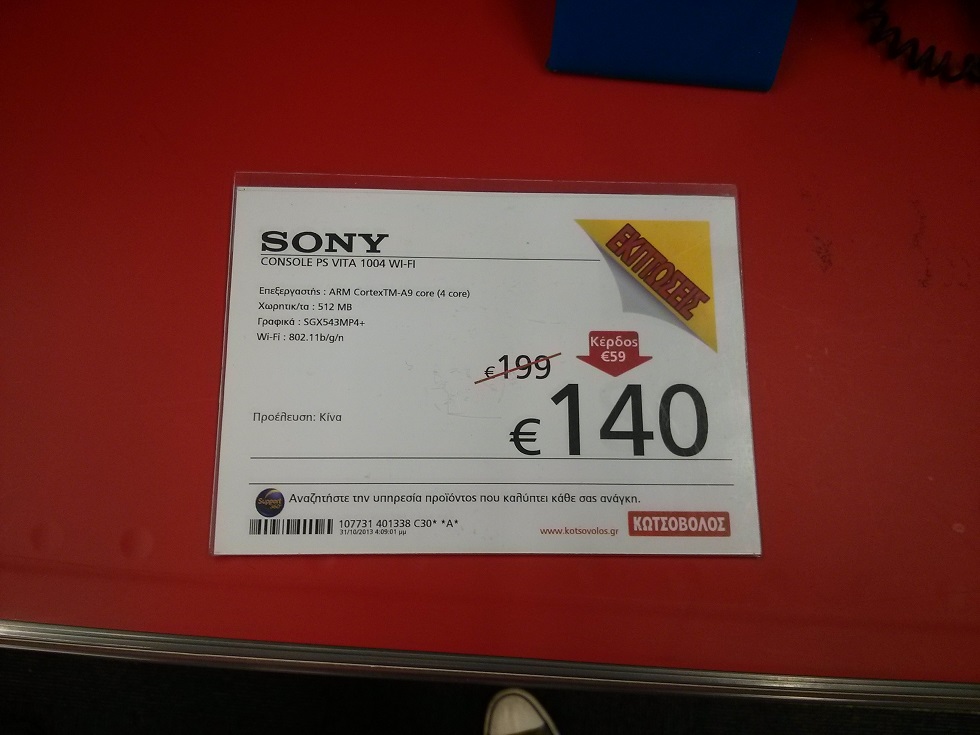 SONY
CONSOLE PS VITA 1004 WI-FI
ΕΚΠΤΩΣΕΙΣ
Επεξεργαστής : ARM CortexTM-A9 core (4 core)
Χωρητικ/τα : 512 MB
Γραφικά : SGX543MP4+
Wi-Fi : 802.11b/g/n
Κέρδος
€59
€199
€140
Προέλευση: Κίνα
Support
Αναζητήστε την υπηρεσία προϊόντος που καλύπτει κάθε σας ανάγκη.
107731 401338 C30* *A*
31/10/2013 4:09:01 μμ
www.kotsovolos.gr
ΚΩΤΣΟΒΟΛΟΣ